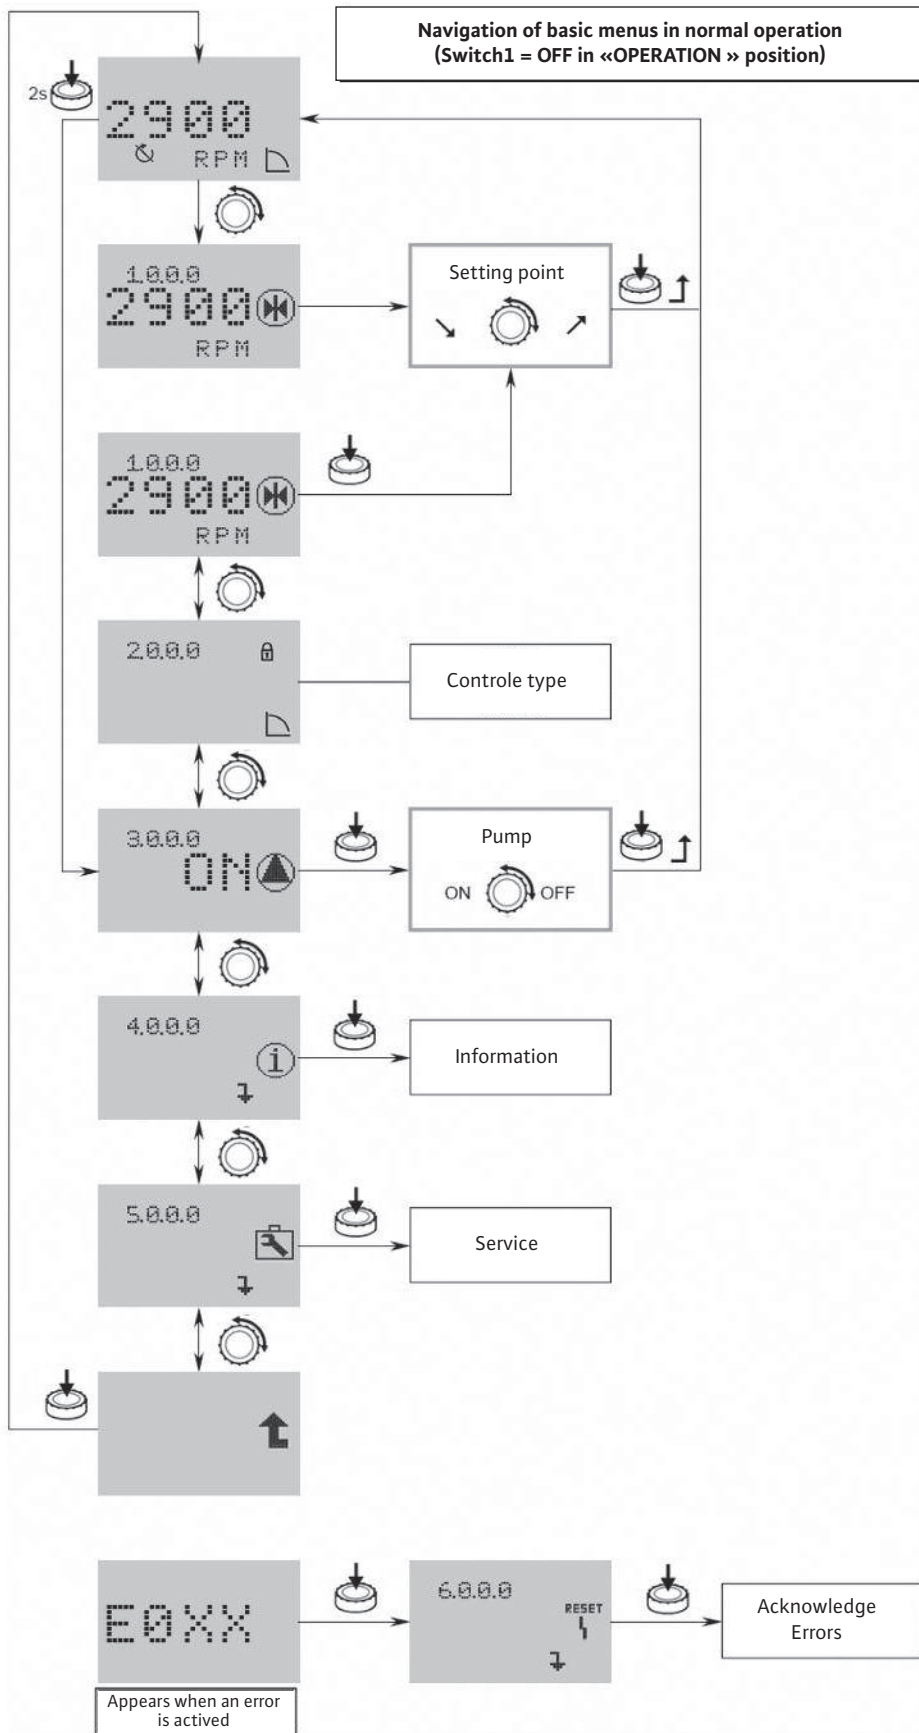 Navigation of basic menus in normal operation
(Switch1 = OFF in «OPERATION » position)
2s
2900
RPM
1.0.0.0
2900
RPM
Setting point
1.0.0.0
2900
RPM
2.0.0.0
Controle type
3.0.0.0
ON
Pump
ON OFF
4.0.0.0
i
Information
5.0.0.0
Service
E0XX
6.0.0.0
RESET
Acknowledge
Errors
Appears when an error
is actived